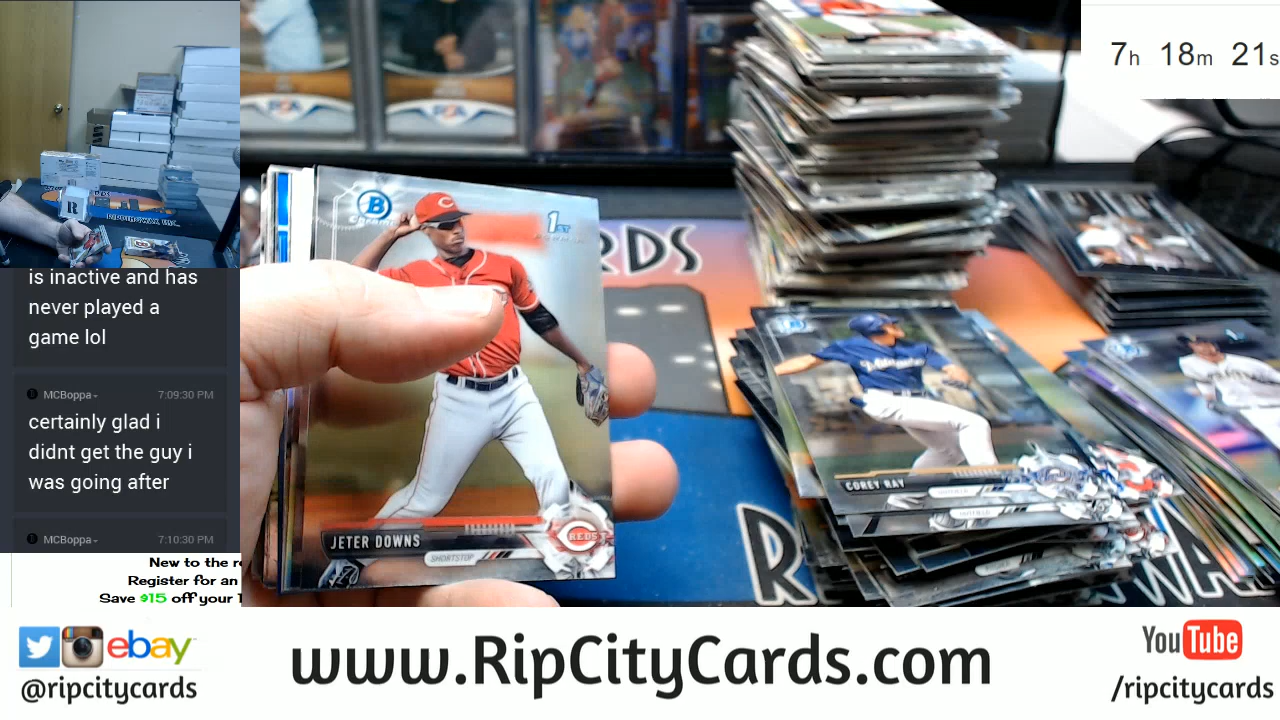 7h 18m 21s
is inactive and has
never played a
game lol
MCBoppa
7:09:30 PM
certainly glad i
didnt get the guy i
was going after
MCBoppa
7:10:30 PM
New to the
Register for an
Save $15 off your
B
Chrome
1ST
JETER DOWNS
SHORTSTOP
REDS
RDS
COREY RAY
R
WA
@ripcitycards
ebay
www.RipCityCards.com
YouTube
/ripcitycards